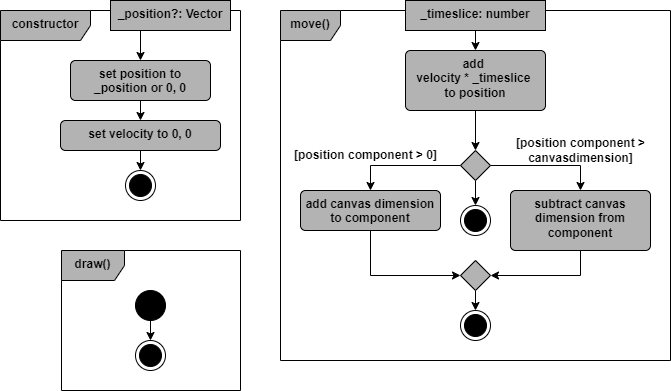 constructor
_position?: Vector
set position to
_position or 0, 0
set velocity to 0, 0
draw()
move()
_timeslice: number
add
velocity * _timeslice
to position
[position component > 0]
[position component >
canvasdimension]
add canvas dimension
to component
subtract canvas
dimension from
component